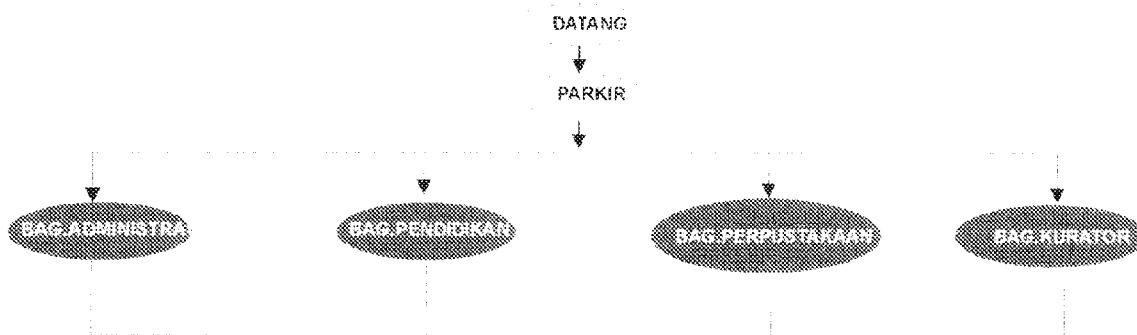 DATANG
PARKIR
BAG.ADMINISTRA
BAG.PENDIDIKAN
BAG.PERPUSTAKAAN
BAG.KURATOR